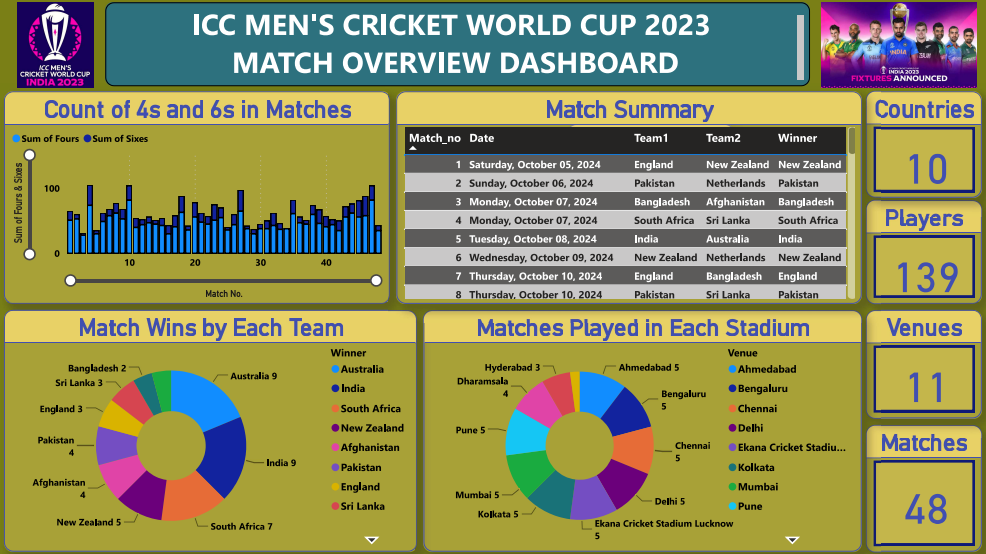 ICC MEN'S
CRICKET WORLD CUP
INDIA 2023
ICC MEN'S CRICKET WORLD CUP 2023
MATCH OVERVIEW DASHBOARD
INDIA
INDIA 2023
FIXTURES ANNOUNCED
Count of 4s and 6s in Matches
Sum of Fours Sum of Sixes
Sum of Fours & Sixes
100
0
10 20 30 40
Match No.
Match Summary
Match_no Date Team1 Team2 Winner
1 Saturday, October 05, 2024 England New Zealand New Zealand
2 Sunday, October 06, 2024 Pakistan Netherlands Pakistan
3 Monday, October 07, 2024 Bangladesh Afghanistan Bangladesh
4 Monday, October 07, 2024 South Africa Sri Lanka South Africa
5 Tuesday, October 08, 2024 India Australia India
6 Wednesday, October 09, 2024 New Zealand Netherlands New Zealand
7 Thursday, October 10, 2024 England Bangladesh England
8 Thursday, October 10, 2024 Pakistan Sri Lanka Pakistan
Countries
10
Players
139
Venues
11
Matches
48
Match Wins by Each Team
Bangladesh 2
Sri Lanka 3
England 3
Pakistan
4
Afghanistan
4
New Zealand 5
South Africa 7
India 9
Australia 9
Winner
Australia
India
South Africa
New Zealand
Afghanistan
Pakistan
England
Sri Lanka
Matches Played in Each Stadium
Hyderabad 3
Dharamsala
4
Pune 5
Mumbai 5
Kolkata 5
Ekana Cricket Stadium Lucknow
5
Delhi 5
Chennai
5
Bengaluru
5
Ahmedabad 5
Venue
Ahmedabad
Bengaluru
Chennai
Delhi
Ekana Cricket Stadiu...
Kolkata
Mumbai
Pune